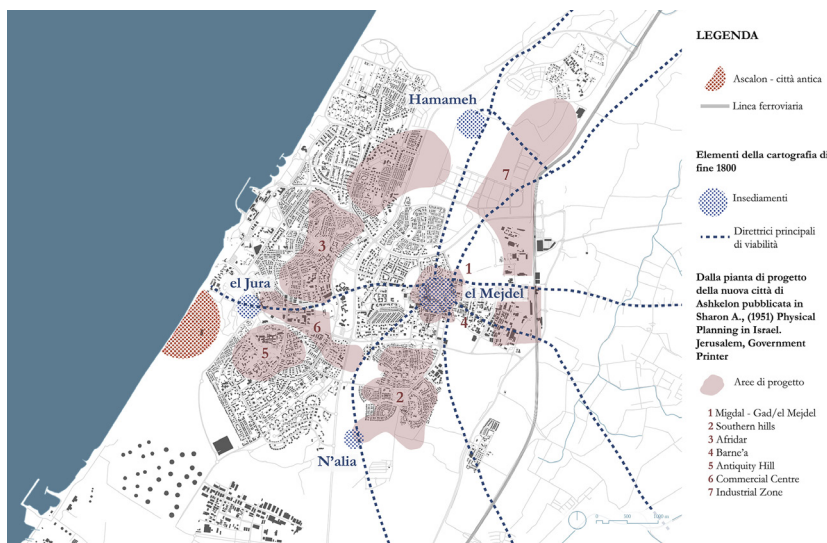 Hamameh
7
3
1
el Jura
el Mejdel
4
6
5
2
N'alia
LEGENDA
Ascalon - città antica
Linea ferroviaria
Elementi della cartografia di
fine 1800
Insediamenti
Direttrici principali
di viabilità
Dalla pianta di progetto
della nuova città di
Ashkelon pubblicata in
Sharon A., (1951) Physical
Planning in Israel.
Jerusalem, Government
Printer
Aree di progetto
1 Migdal - Gad/el Mejdel
2 Southern hills
3 Afridar
4 Barne'a
5 Antiquity Hill
6 Commercial Centre
7 Industrial Zone